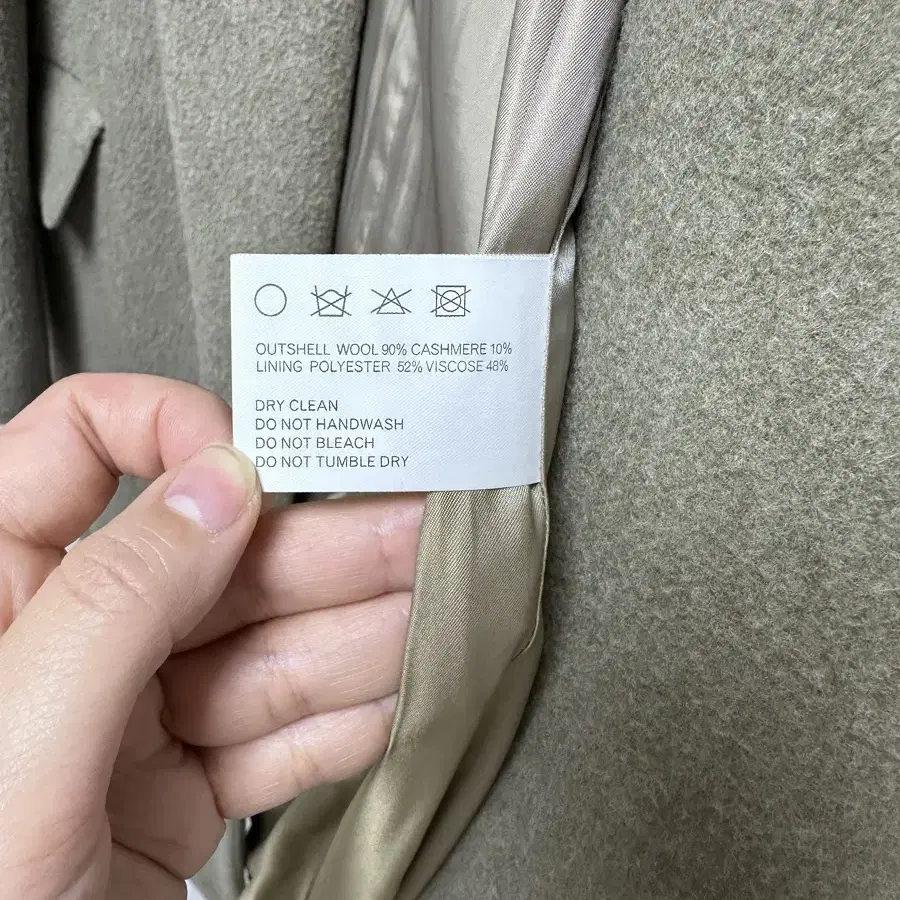 OUTSHELL WOOL 90% CASHMERE 10%
LINING POLYESTER 52% VISCOSE 48%
DRY CLEAN
DO NOT HANDWASH
DO NOT BLEACH
DO NOT TUMBLE DRY